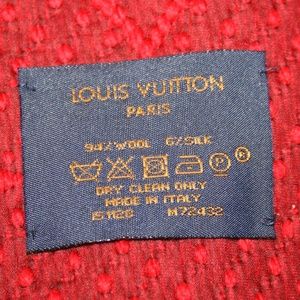 LOUIS VUITTON
PARIS
94%WOOL 6%SILK
P
DRY CLEAN ONLY
MADE IN ITALY
M72432